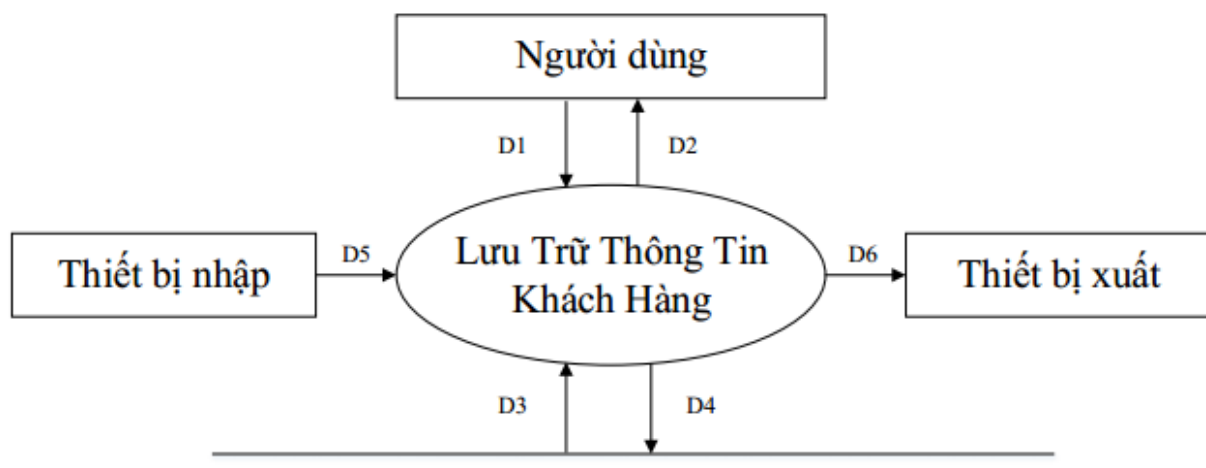 Người dùng
D1
D2
Thiết bị nhập
D5
Lưu Trữ Thông Tin
Khách Hàng
D6
Thiết bị xuất
D3
D4